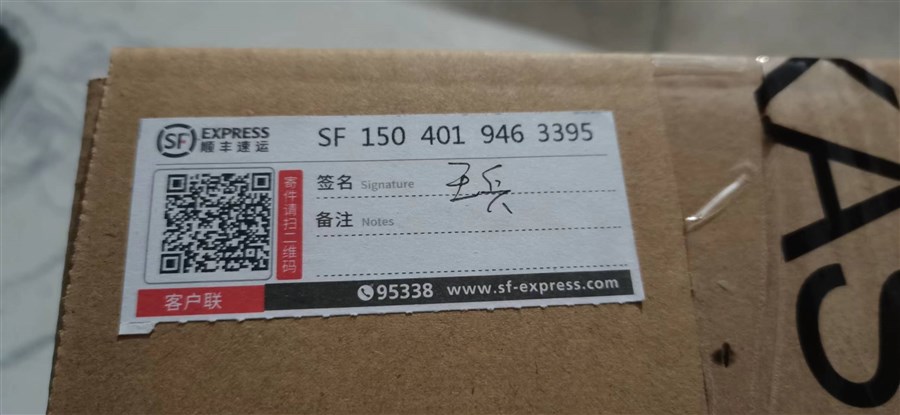 SF EXPRESS
顺丰速运
SF 150 401 946 3395
签名 Signature
备注 Notes
寄件请扫二维码
客户联
95338 www.sf-express.com
KAS